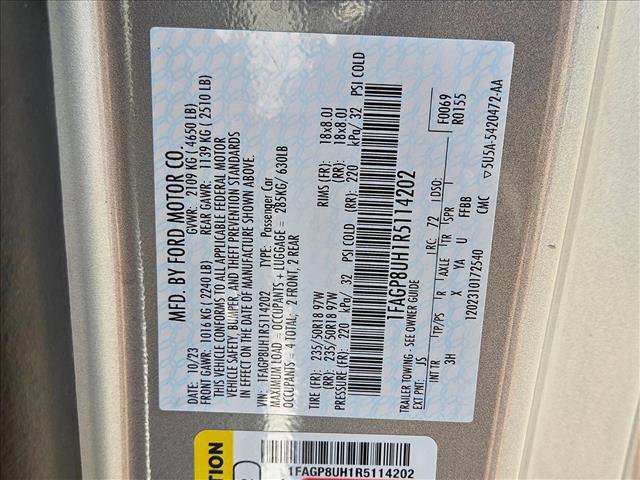 MFD. BY FORD MOTOR CO.
DATE: 10/23 GVWR: 2109 KG ( 4650 LB)
FRONT GAWR: 1016 KG ( 2240 LB) REAR GAWR: 1139 KG ( 2510 LB)
THIS VEHICLE CONFORMS TO ALL APPLICABLE FEDERAL MOTOR
VEHICLE SAFETY, BUMPER, AND THEFT PREVENTION STANDARDS
IN EFFECT ON THE DATE OF MANUFACTURE SHOWN ABOVE.
VIN: 1FAGP8UH1R5114202 TYPE: Passenger Car
MAXIMUM LOAD = OCCUPANTS + LUGGAGE = 285KG/ 630LB
OCCUPANTS = 4 TOTAL; 2 FRONT, 2 REAR
TIRE (FR): 235/50R18 97W RIMS (FR): 18x8.0J
(RR): 235/50R18 97W (RR): 18x8.0J
PRESSURE (FR): 220 kPa/ 32 PSI COLD (RR): 220 kPa/ 32 PSI COLD
1FAGP8UH1R5114202
TRAILER TOWING - SEE OWNER GUIDE
EXT PNT: JS RC: 72 DSO: F0069
INT TR TP/PS R AXLE TR SPR R0155
3H X YA U FFBB
1202310172540 CMC ▽5U5A-5420472-AA
1FAGP8UH1R5114202